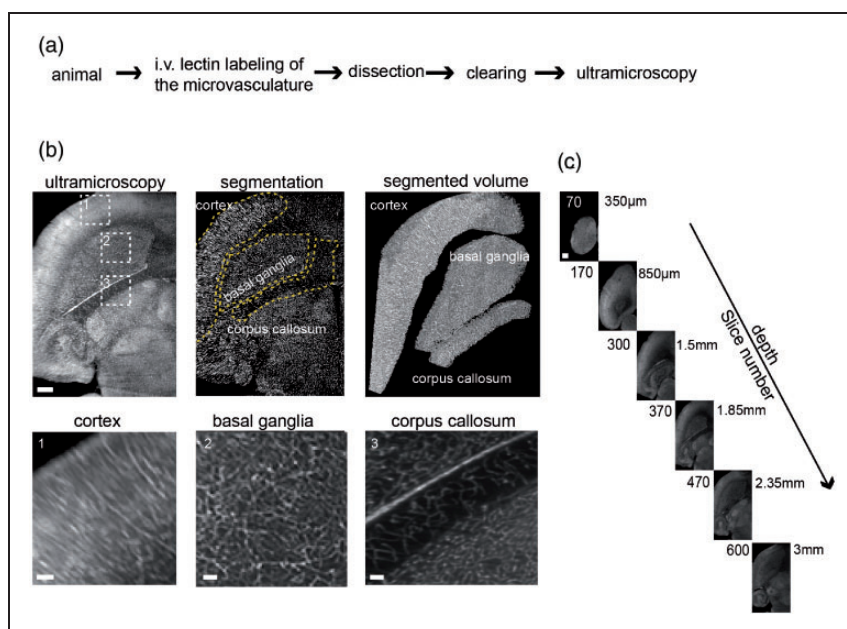 (a)
animal → i.v. lectin labeling of the microvasculature → dissection → clearing → ultramicroscopy
(b)
ultramicroscopy segmentation segmented volume
1
2
3
cortex
basal ganglia
corpus callosum
cortex
basal ganglia
corpus callosum
cortex basal ganglia corpus callosum
1 2 3
(c)
70 350µm
170 850µm
300 1.5mm
370 1.85mm
470 2.35mm
600 3mm
depth
Slice number